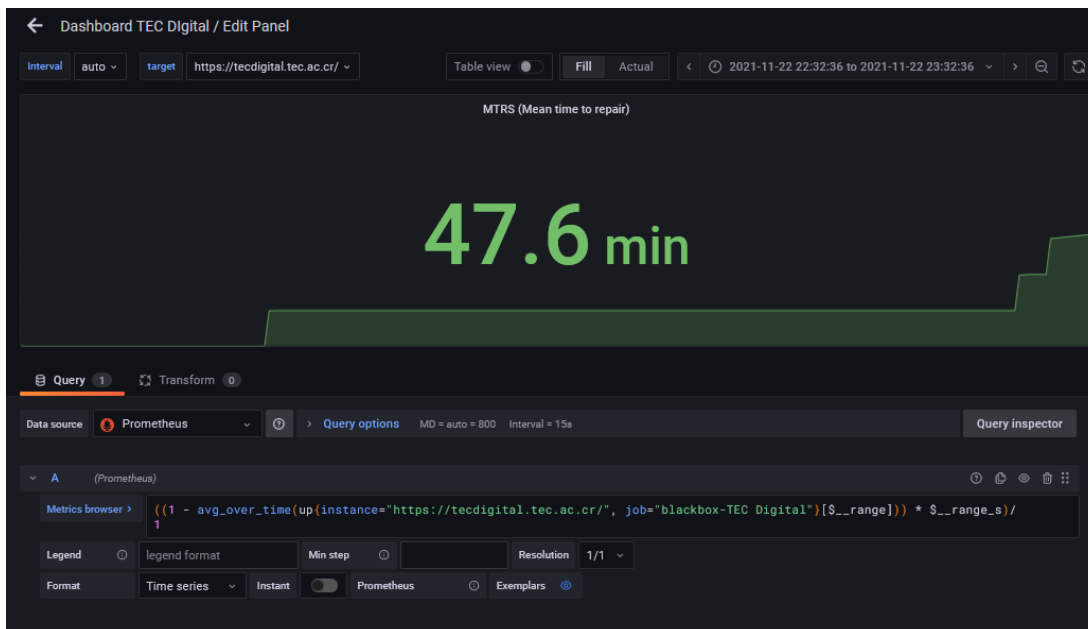 Dashboard TEC DIgital / Edit Panel
Interval auto target https://tecdigital.tec.ac.cr/ Table view Fill Actual 2021-11-22 22:32:36 to 2021-11-22 23:32:36
MTRS (Mean time to repair)
47.6 min
Query 1 Transform 0
Data source Prometheus Query options MD = auto = 800 Interval = 15s Query inspector
A (Prometheus)
Metrics browser > ((1 - avg_over_time(up{instance="https://tecdigital.tec.ac.cr/", job="blackbox-TEC Digital"}[$__range])) * $__range_s)/
1
Legend legend format Min step Resolution 1/1
Format Time series Instant Prometheus Exemplars